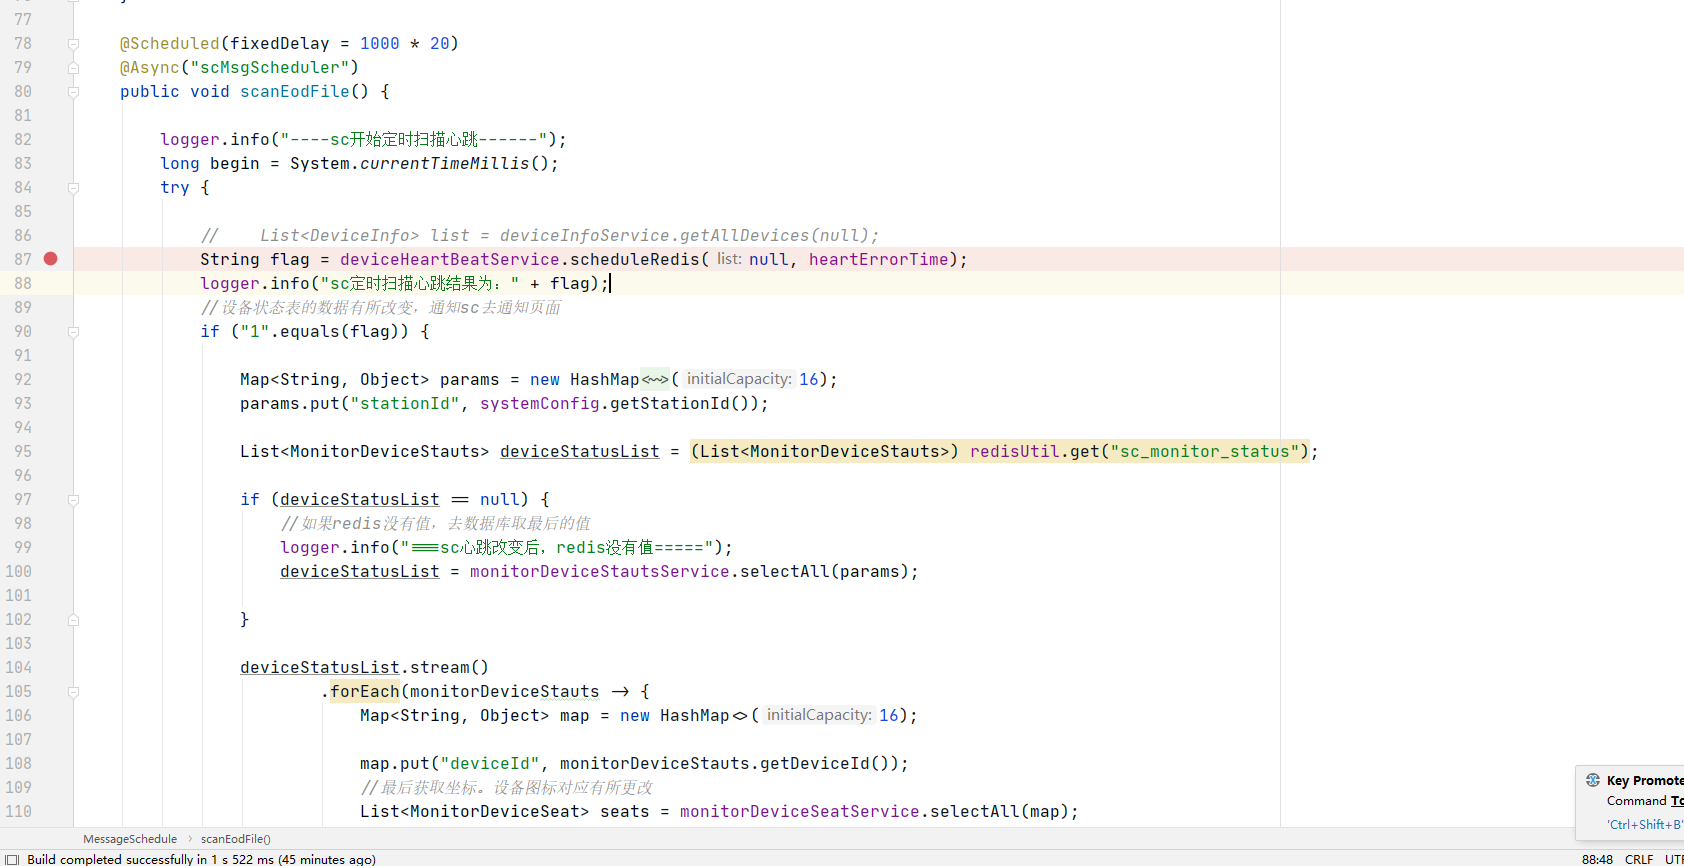 77
78 @Scheduled(fixedDelay = 1000 * 20)
79 @Async("scMsgScheduler")
80 public void scanEodFile() {
81
82 logger.info("----sc开始定时扫描心跳------");
83 long begin = System.currentTimeMillis();
84 try {
85
86 //    List<DeviceInfo> list = deviceInfoService.getAllDevices(null);
87 String flag = deviceHeartBeatService.scheduleRedis( list: null, heartErrorTime);
88 logger.info("sc定时扫描心跳结果为：" + flag);
89 //设备状态表的数据有所改变，通知sc去通知页面
90 if ("1".equals(flag)) {
91
92 Map<String, Object> params = new HashMap<~>( initialCapacity: 16);
93 params.put("stationId", systemConfig.getStationId());
94
95 List<MonitorDeviceStauts> deviceStatusList = (List<MonitorDeviceStauts>) redisUtil.get("sc_monitor_status");
96
97 if (deviceStatusList == null) {
98 //如果redis没有值，去数据库取最后的值
99 logger.info("===sc心跳改变后，redis没有值=====");
100 deviceStatusList = monitorDeviceStautsService.selectAll(params);
101
102 }
103
104 deviceStatusList.stream()
105 .forEach(monitorDeviceStauts -> {
106 Map<String, Object> map = new HashMap<>( initialCapacity: 16);
107
108 map.put("deviceId", monitorDeviceStauts.getDeviceId());
109 //最后获取坐标。设备图标对应有所更改
110 List<MonitorDeviceSeat> seats = monitorDeviceSeatService.selectAll(map);
Key Promote
Command To
'Ctrl+Shift+B'
MessageSchedule › scanEodFile()
Build completed successfully in 1 s 522 ms (45 minutes ago)
88:48 CRLF UTF